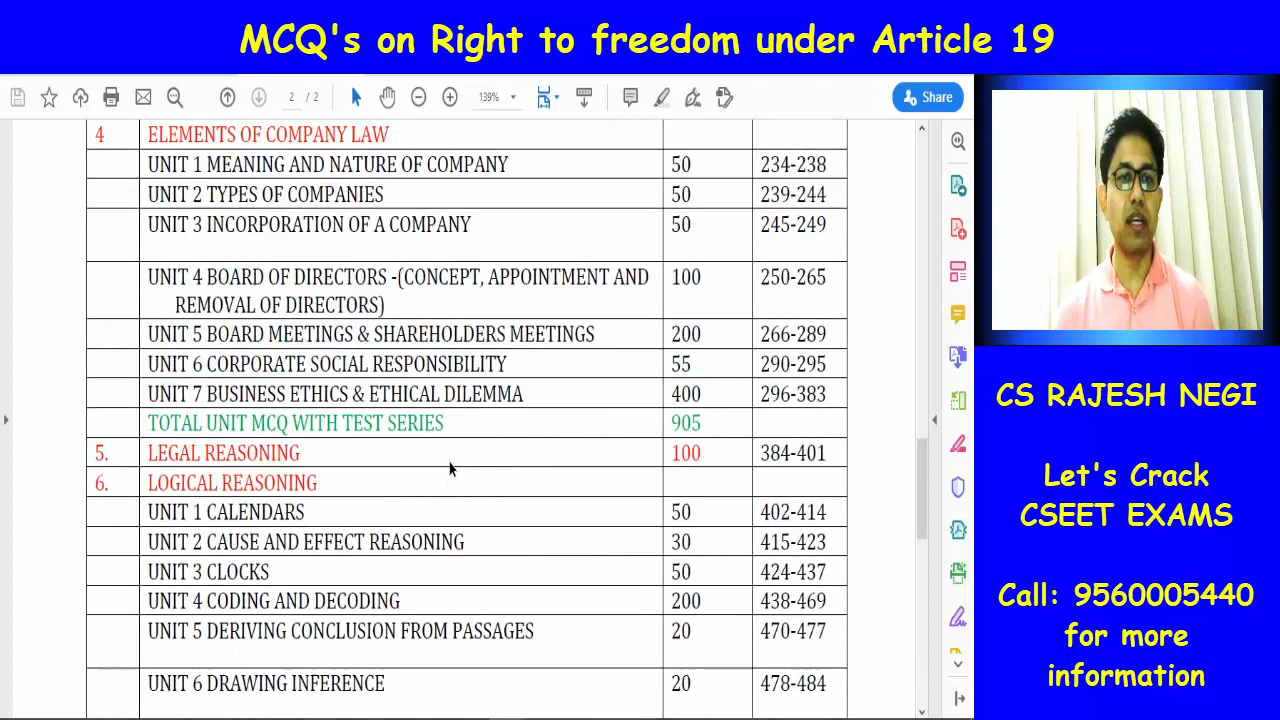 MCQ's on Right to freedom under Article 19
2 / 2
139%
Share
4 ELEMENTS OF COMPANY LAW
UNIT 1 MEANING AND NATURE OF COMPANY 50 234-238
UNIT 2 TYPES OF COMPANIES 50 239-244
UNIT 3 INCORPORATION OF A COMPANY 50 245-249
UNIT 4 BOARD OF DIRECTORS -(CONCEPT, APPOINTMENT AND 100 250-265
REMOVAL OF DIRECTORS)
UNIT 5 BOARD MEETINGS & SHAREHOLDERS MEETINGS 200 266-289
UNIT 6 CORPORATE SOCIAL RESPONSIBILITY 55 290-295
UNIT 7 BUSINESS ETHICS & ETHICAL DILEMMA 400 296-383
TOTAL UNIT MCQ WITH TEST SERIES 905
5. LEGAL REASONING 100 384-401
6. LOGICAL REASONING
UNIT 1 CALENDARS 50 402-414
UNIT 2 CAUSE AND EFFECT REASONING 30 415-423
UNIT 3 CLOCKS 50 424-437
UNIT 4 CODING AND DECODING 200 438-469
UNIT 5 DERIVING CONCLUSION FROM PASSAGES 20 470-477
UNIT 6 DRAWING INFERENCE 20 478-484
CS RAJESH NEGI
Let's Crack
CSEET EXAMS
Call: 9560005440
for more
information